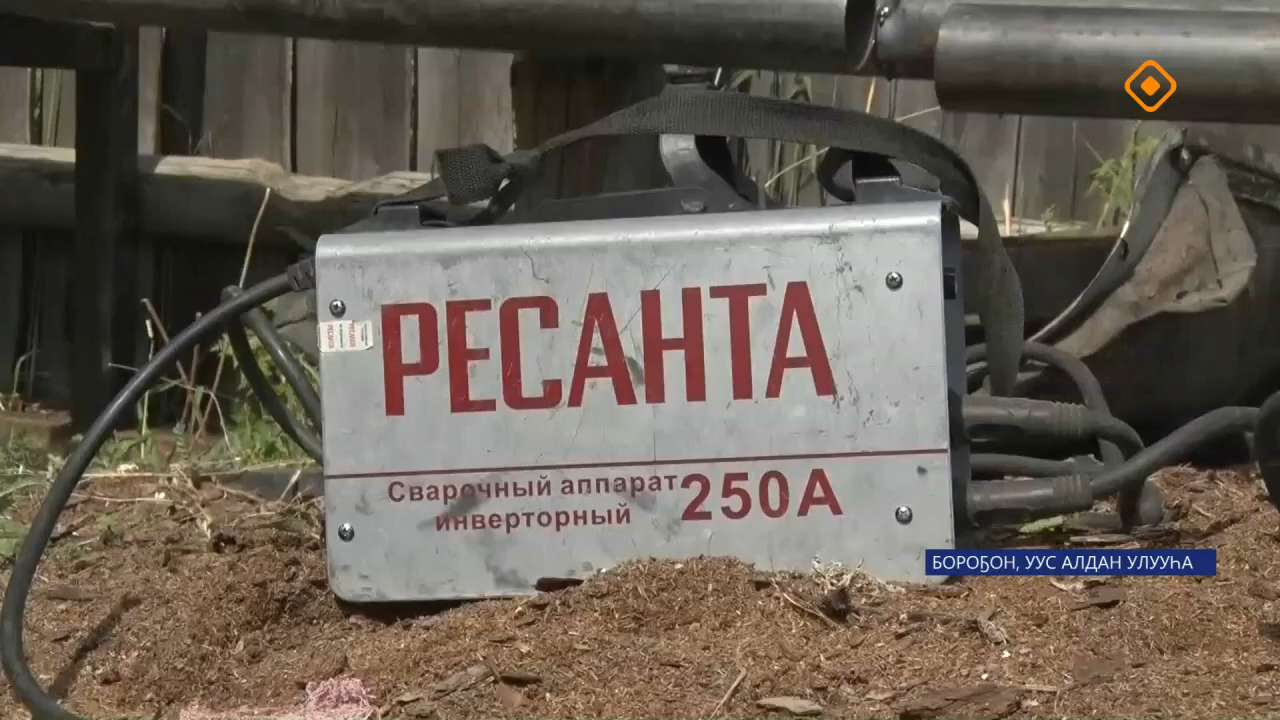 РЕСАНТА
Сварочный аппарат
инверторный
250А
БОРОҔОН, УУС АЛДАН УЛУУҺА